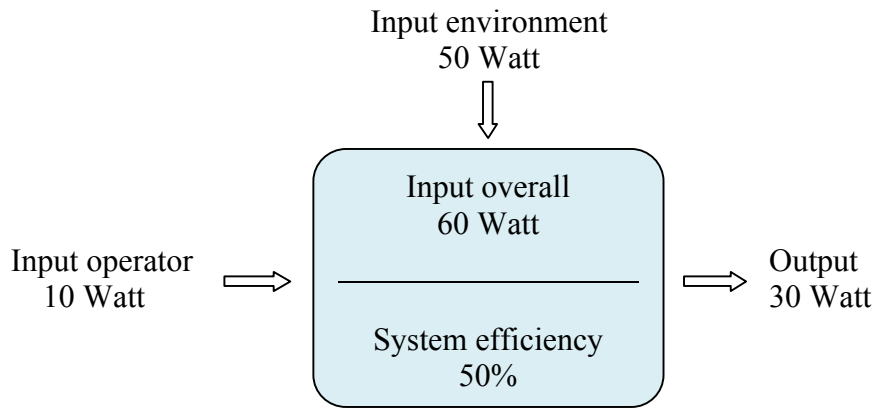 Input environment
50 Watt
Input overall
60 Watt
Input operator
10 Watt
Output
30 Watt
System efficiency
50%